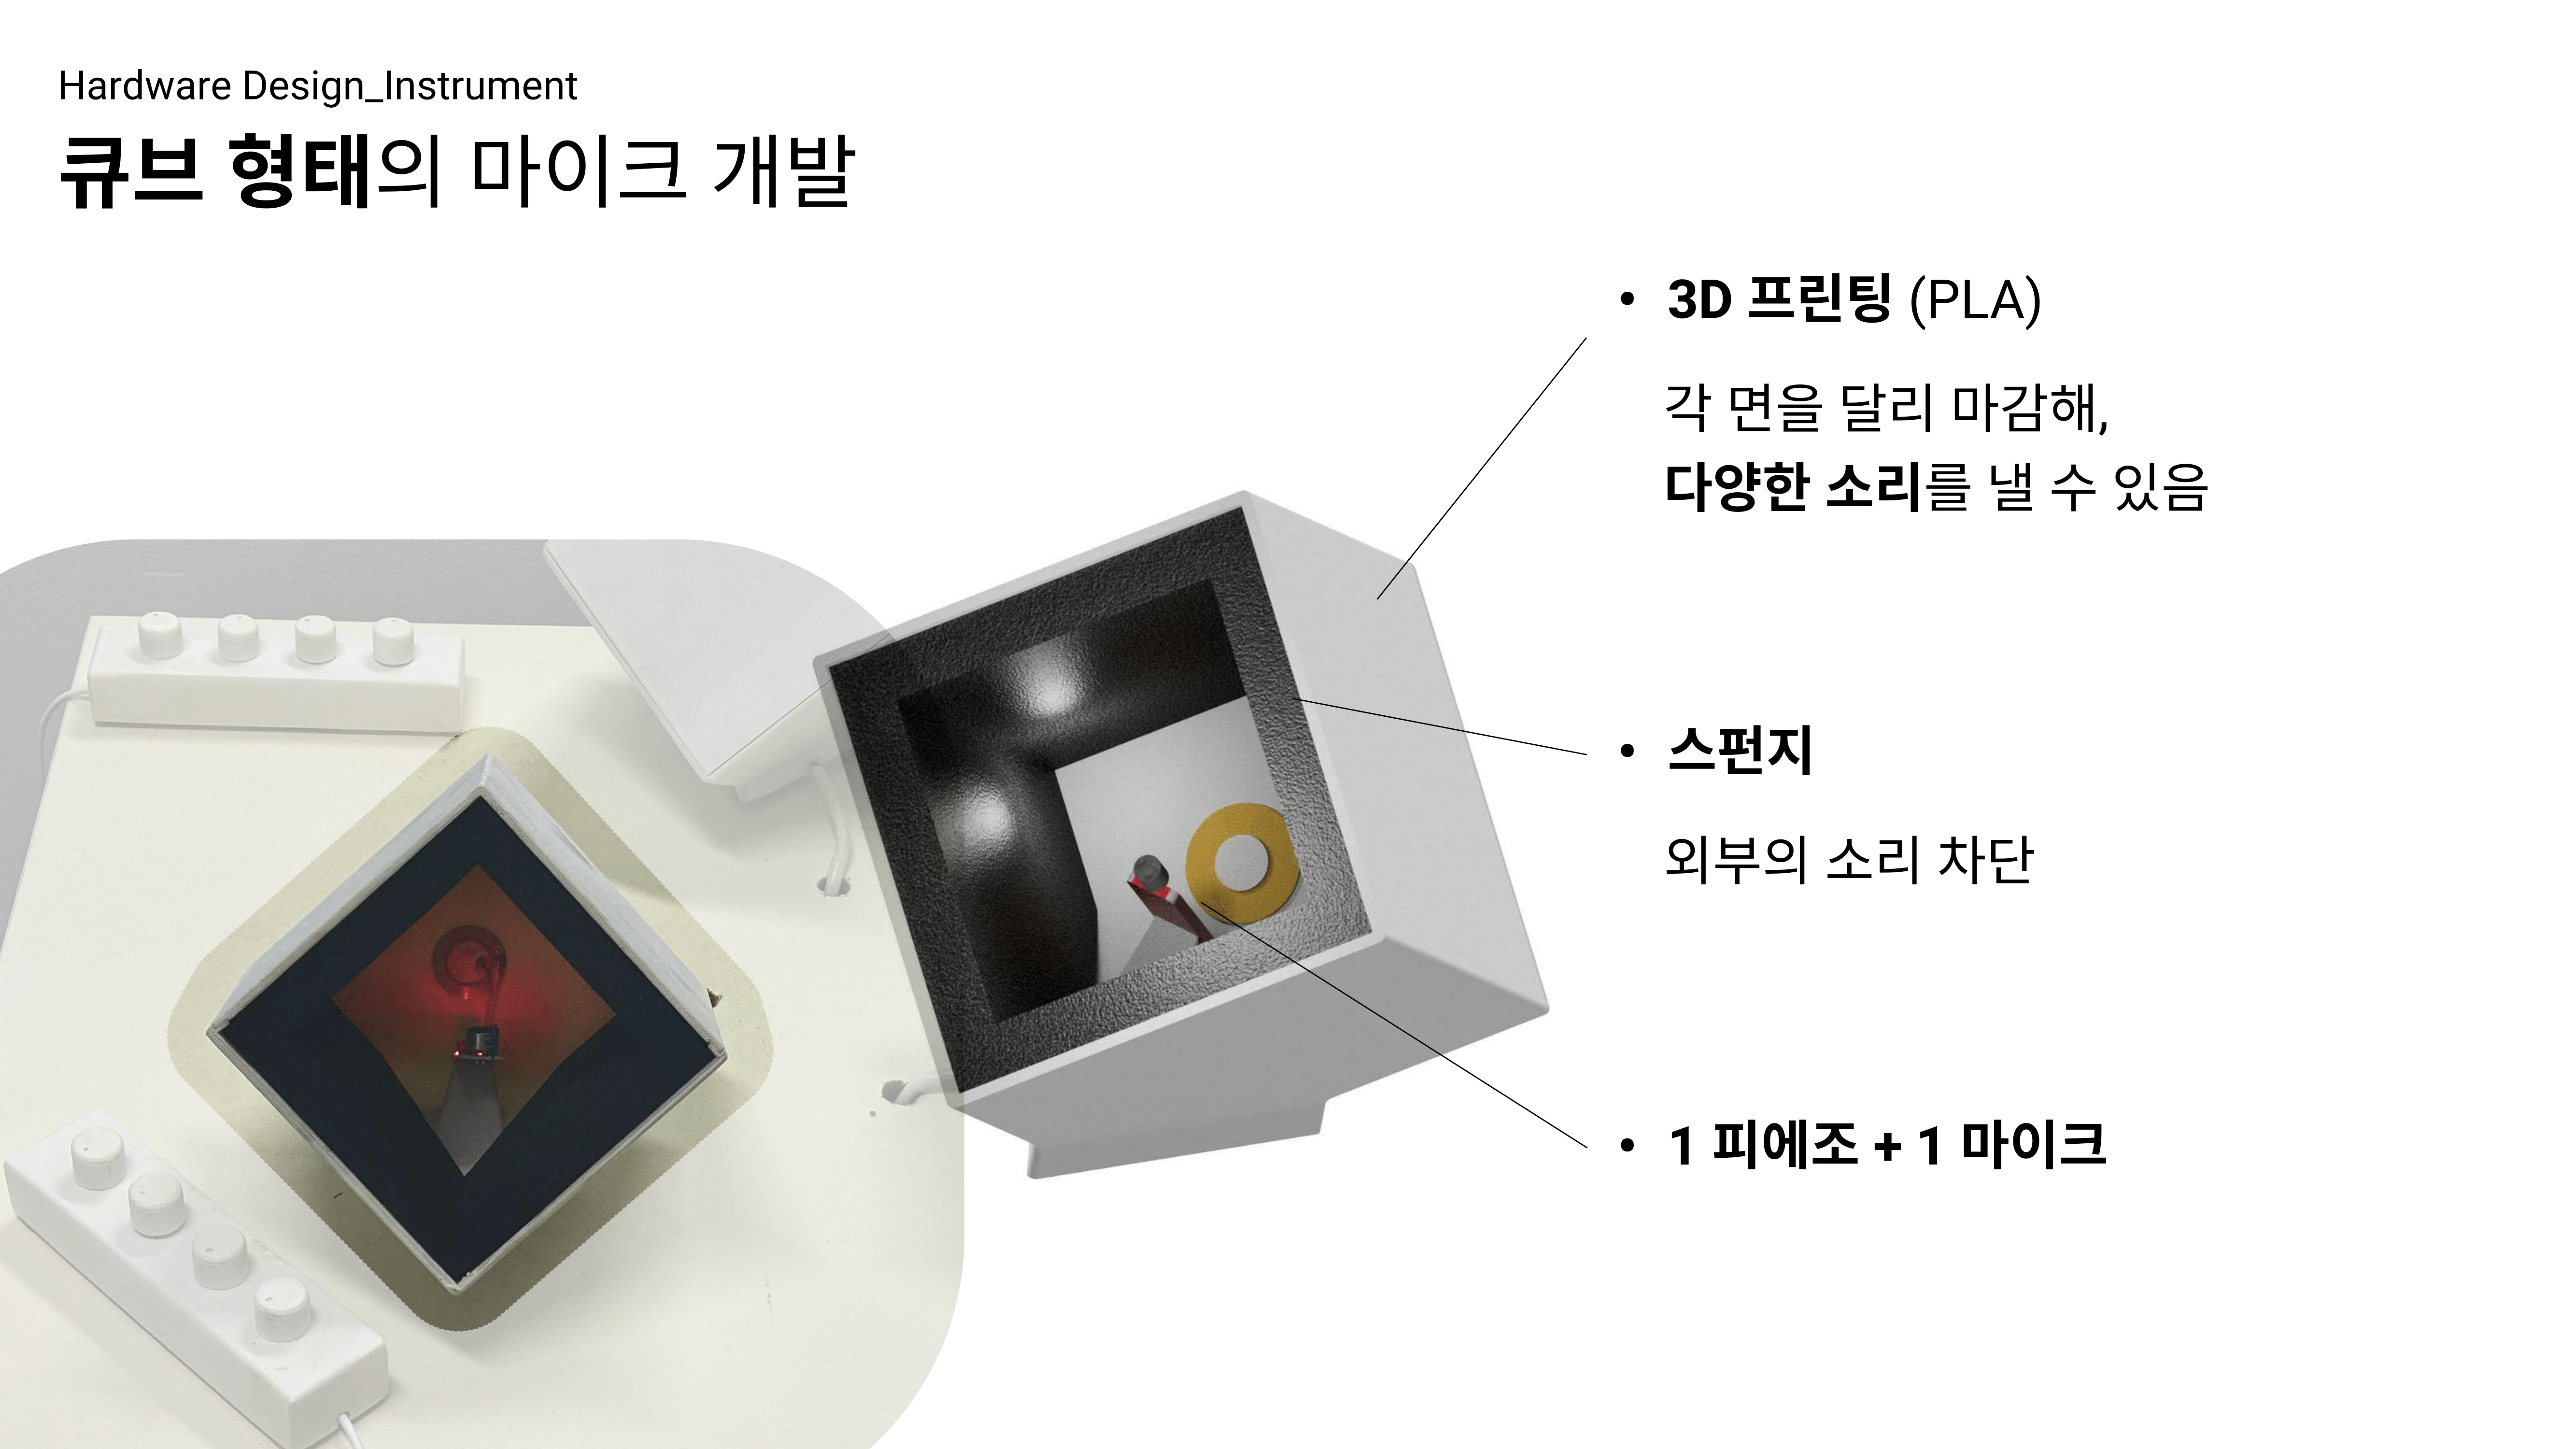 Hardware Design_Instrument
큐브 형태의 마이크 개발
• 3D 프린팅 (PLA)
각 면을 달리 마감해,
다양한 소리를 낼 수 있음
• 스펀지
외부의 소리 차단
• 1 피에조 + 1 마이크